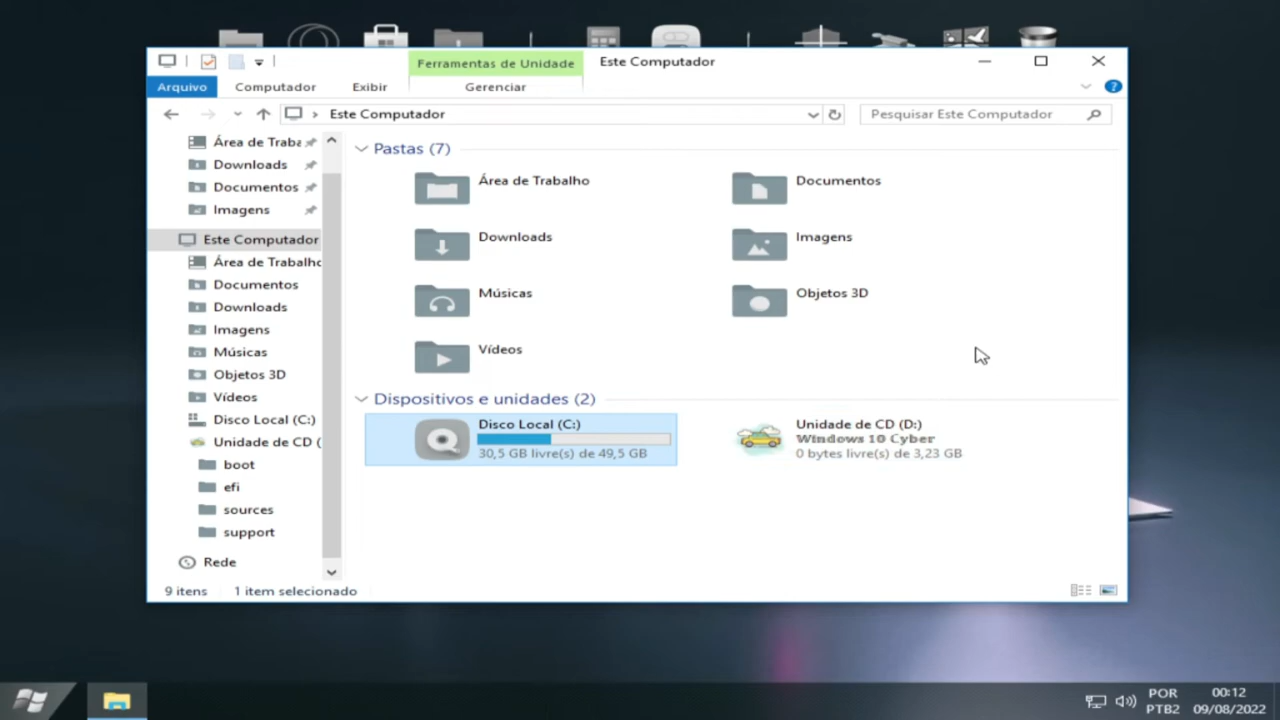 Ferramentas de Unidade
Este Computador
Arquivo
Computador
Exibir
Gerenciar
Este Computador
Pesquisar Este Computador
Área de Traba
Downloads
Documentos
Imagens
Este Computador
Área de Trabalho
Documentos
Downloads
Imagens
Músicas
Objetos 3D
Vídeos
Disco Local (C:)
Unidade de CD (
boot
efi
sources
support
Rede
Pastas (7)
Área de Trabalho
Documentos
Downloads
Imagens
Músicas
Objetos 3D
Vídeos
Dispositivos e unidades (2)
Disco Local (C:)
30,5 GB livre(s) de 49,5 GB
Unidade de CD (D:)
Windows 10 Cyber
0 bytes livre(s) de 3,23 GB
9 itens
1 item selecionado
POR
PTB2
00:12
09/08/2022